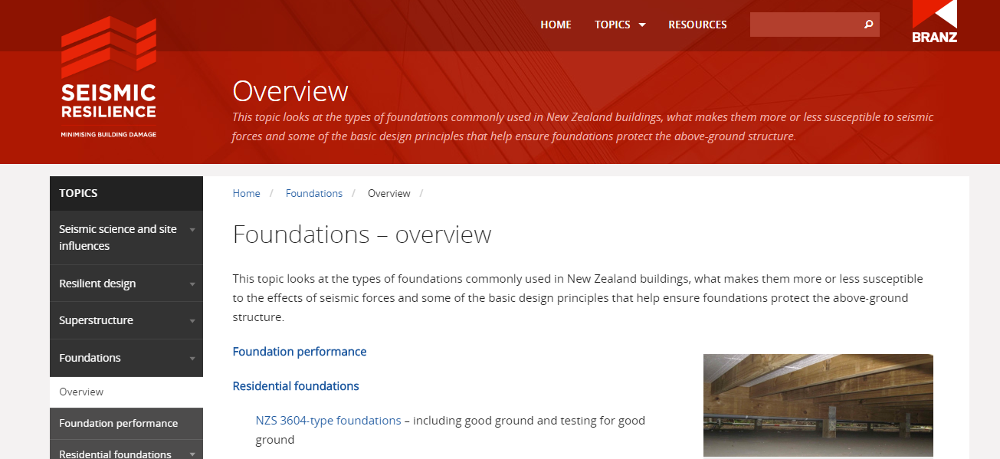 HOME
TOPICS
RESOURCES
BRANZ
SEISMIC
RESILIENCE
MINIMISING BUILDING DAMAGE
Overview
This topic looks at the types of foundations commonly used in New Zealand buildings, what makes them more or less susceptible to seismic
forces and some of the basic design principles that help ensure foundations protect the above-ground structure.
TOPICS
Seismic science and site
influences
Resilient design
Superstructure
Foundations
Overview
Foundation performance
Residential foundations
Home / Foundations / Overview /
Foundations – overview
This topic looks at the types of foundations commonly used in New Zealand buildings, what makes them more or less susceptible
to the effects of seismic forces and some of the basic design principles that help ensure foundations protect the above-ground
structure.
Foundation performance
Residential foundations
NZS 3604-type foundations – including good ground and testing for good
ground